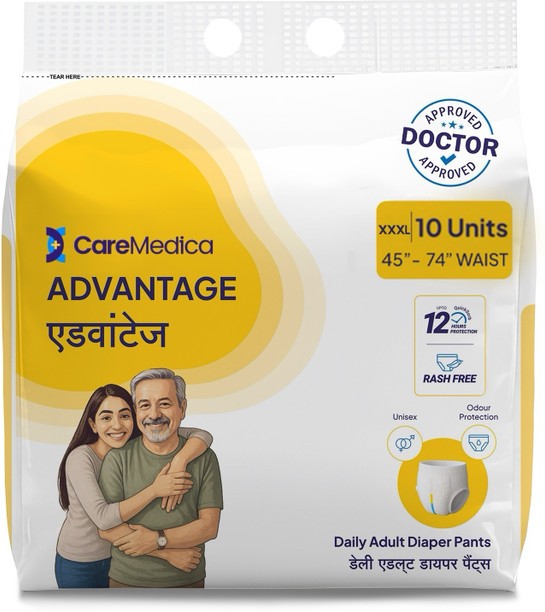 TEAR HERE
APPROVED
DOCTOR
APPROVED
CareMedica
ADVANTAGE
एडवांटेज
XXXL 10 Units
45"- 74" WAIST
UPTO
12 HOURS
PROTECTION
RASH FREE
Unisex
Odour
Protection
Daily Adult Diaper Pants
डेली एडल्ट डायपर पैंट्स